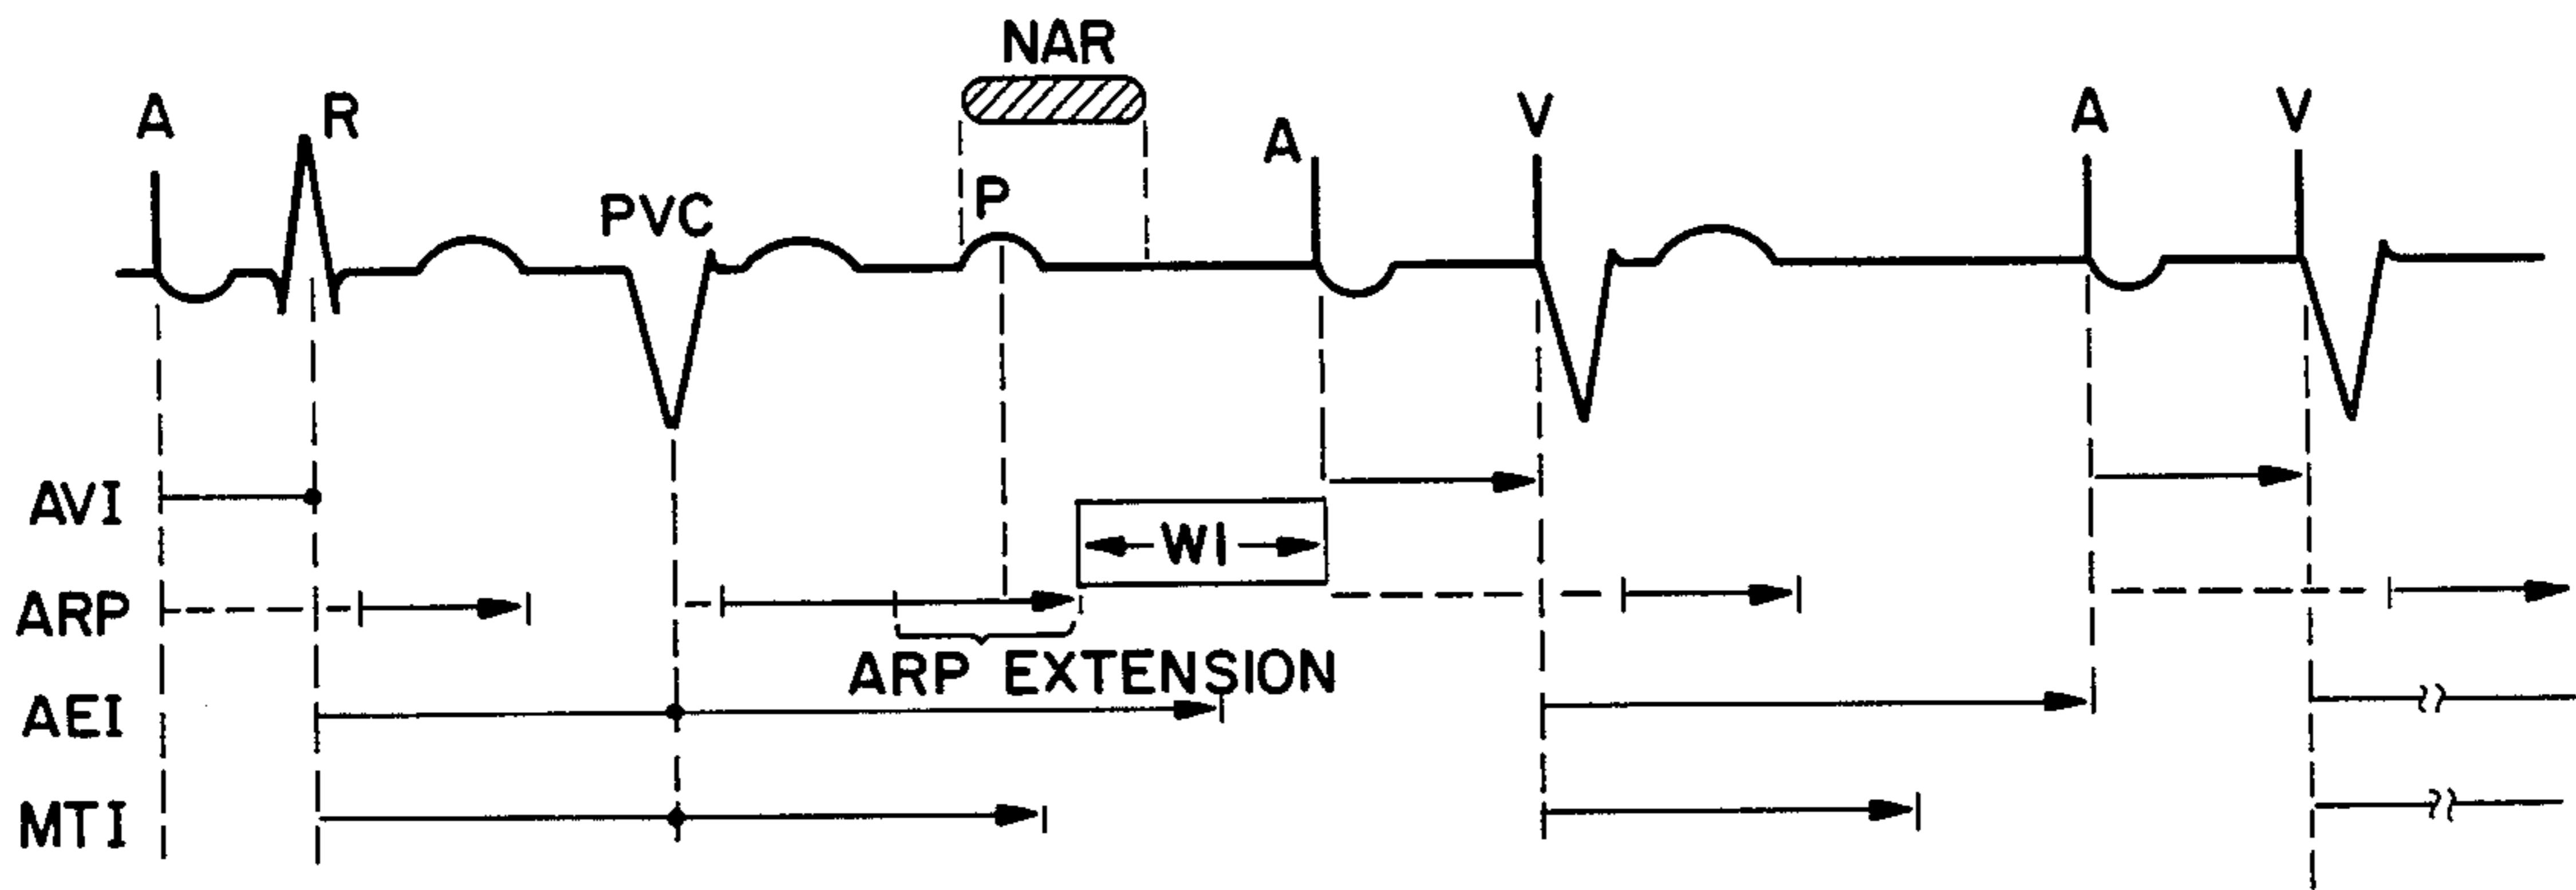 NAR
A R PVC P A V A V
AVI
WI
ARP
ARP EXTENSION
AEI
MTI